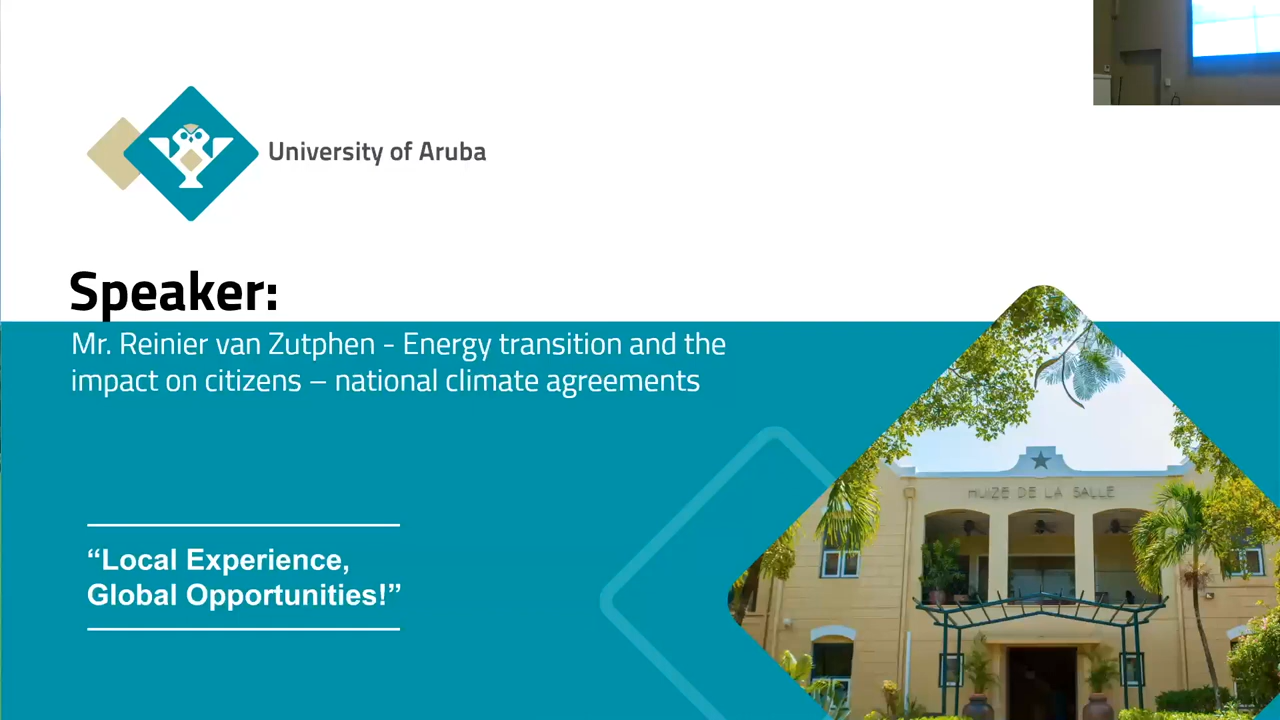 University of Aruba
Speaker:
Mr. Reinier van Zutphen - Energy transition and the
impact on citizens – national climate agreements
“Local Experience,
Global Opportunities!”
HUIZE DE LA SALLE